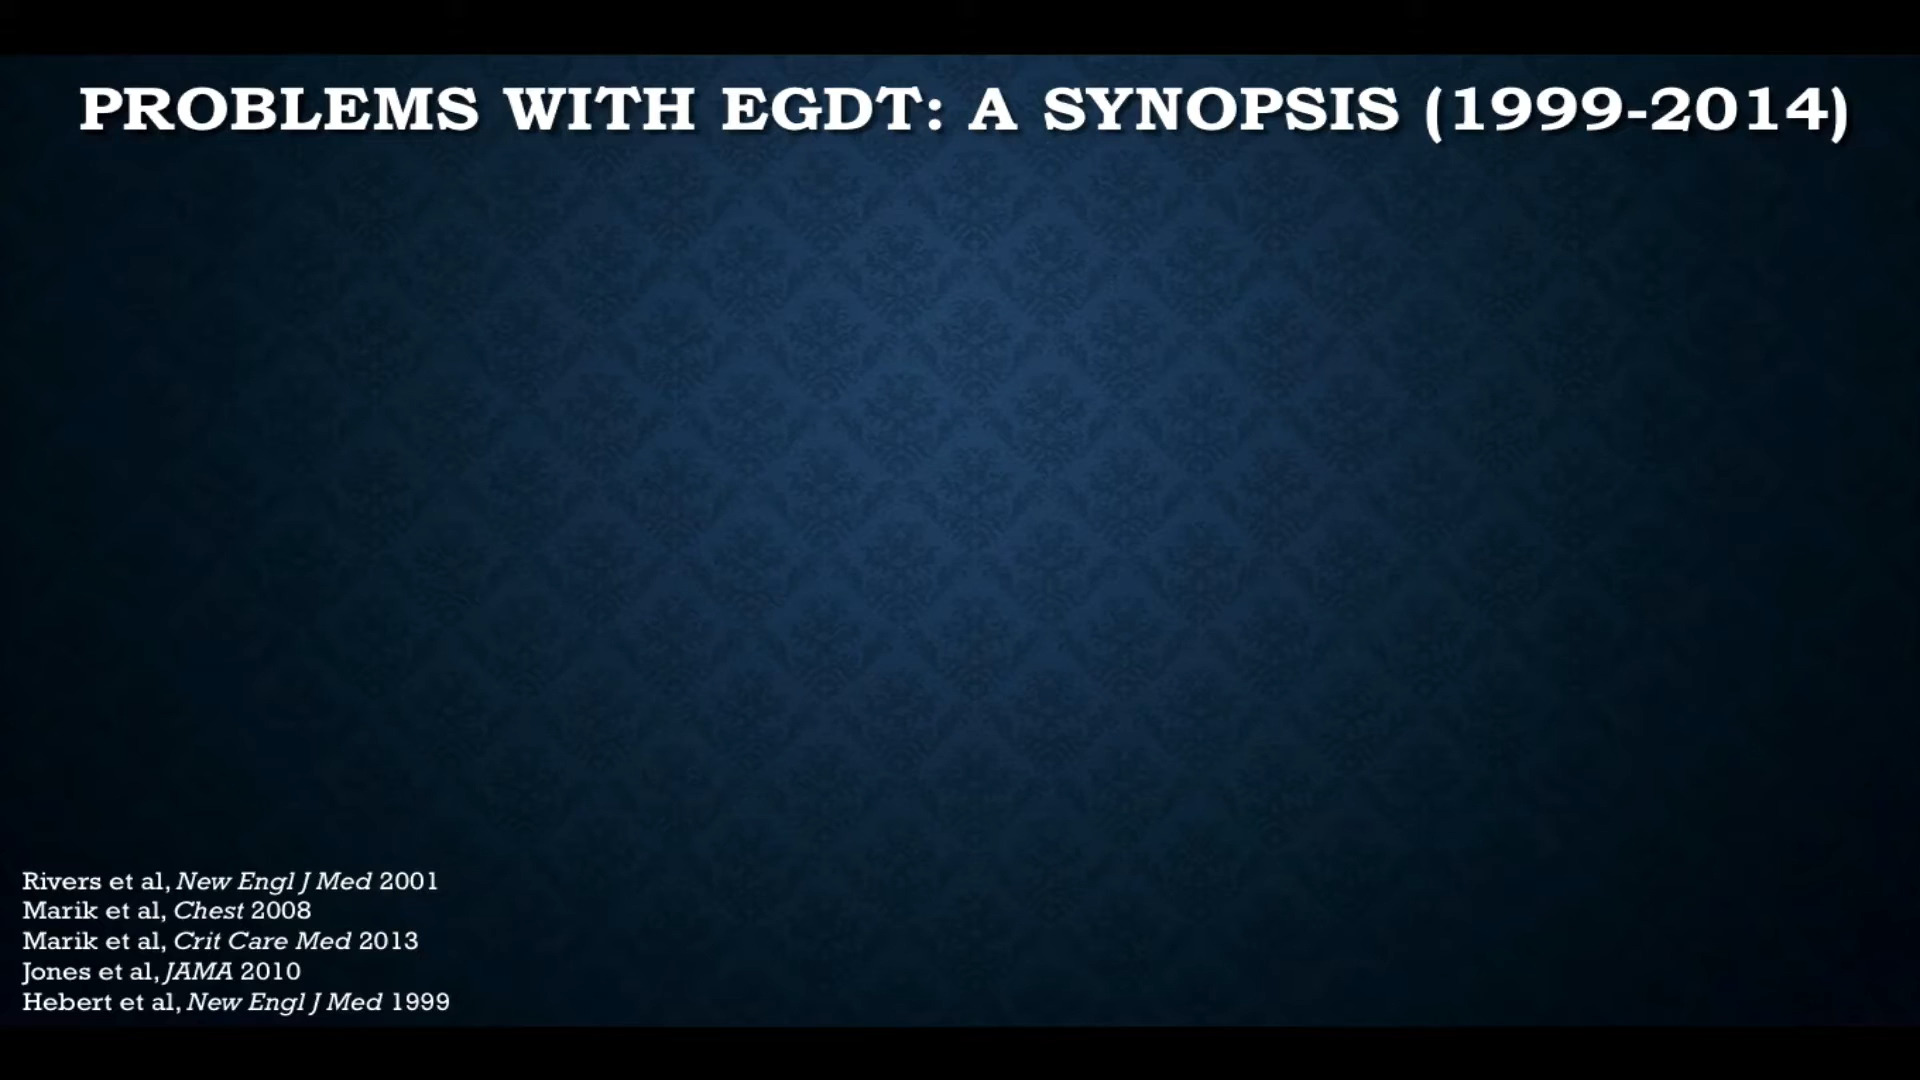 PROBLEMS WITH EGDT: A SYNOPSIS (1999-2014)
Rivers et al, New Engl J Med 2001
Marik et al, Chest 2008
Marik et al, Crit Care Med 2013
Jones et al, JAMA 2010
Hebert et al, New Engl J Med 1999